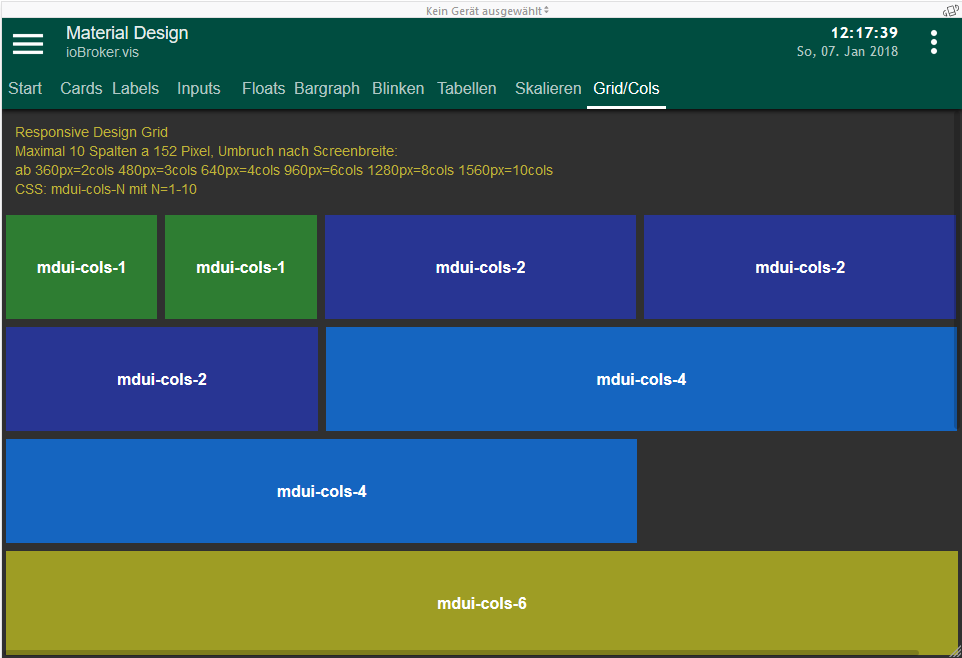 Kein Gerät ausgewählt
Material Design
ioBroker.vis
12:17:39
So, 07. Jan 2018
Start Cards Labels Inputs Floats Bargraph Blinken Tabellen Skalieren Grid/Cols
Responsive Design Grid
Maximal 10 Spalten a 152 Pixel, Umbruch nach Screenbreite:
ab 360px=2cols 480px=3cols 640px=4cols 960px=6cols 1280px=8cols 1560px=10cols
CSS: mdui-cols-N mit N=1-10
mdui-cols-1 mdui-cols-1 mdui-cols-2 mdui-cols-2
mdui-cols-2 mdui-cols-4
mdui-cols-4
mdui-cols-6